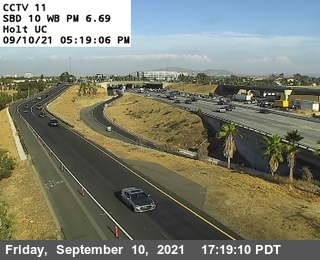 CCTV 11
SBD 10 WB PM 6.69
Holt UC
09/10/21 05:19:06 PM
Friday, September 10, 2021 17:19:10 PDT